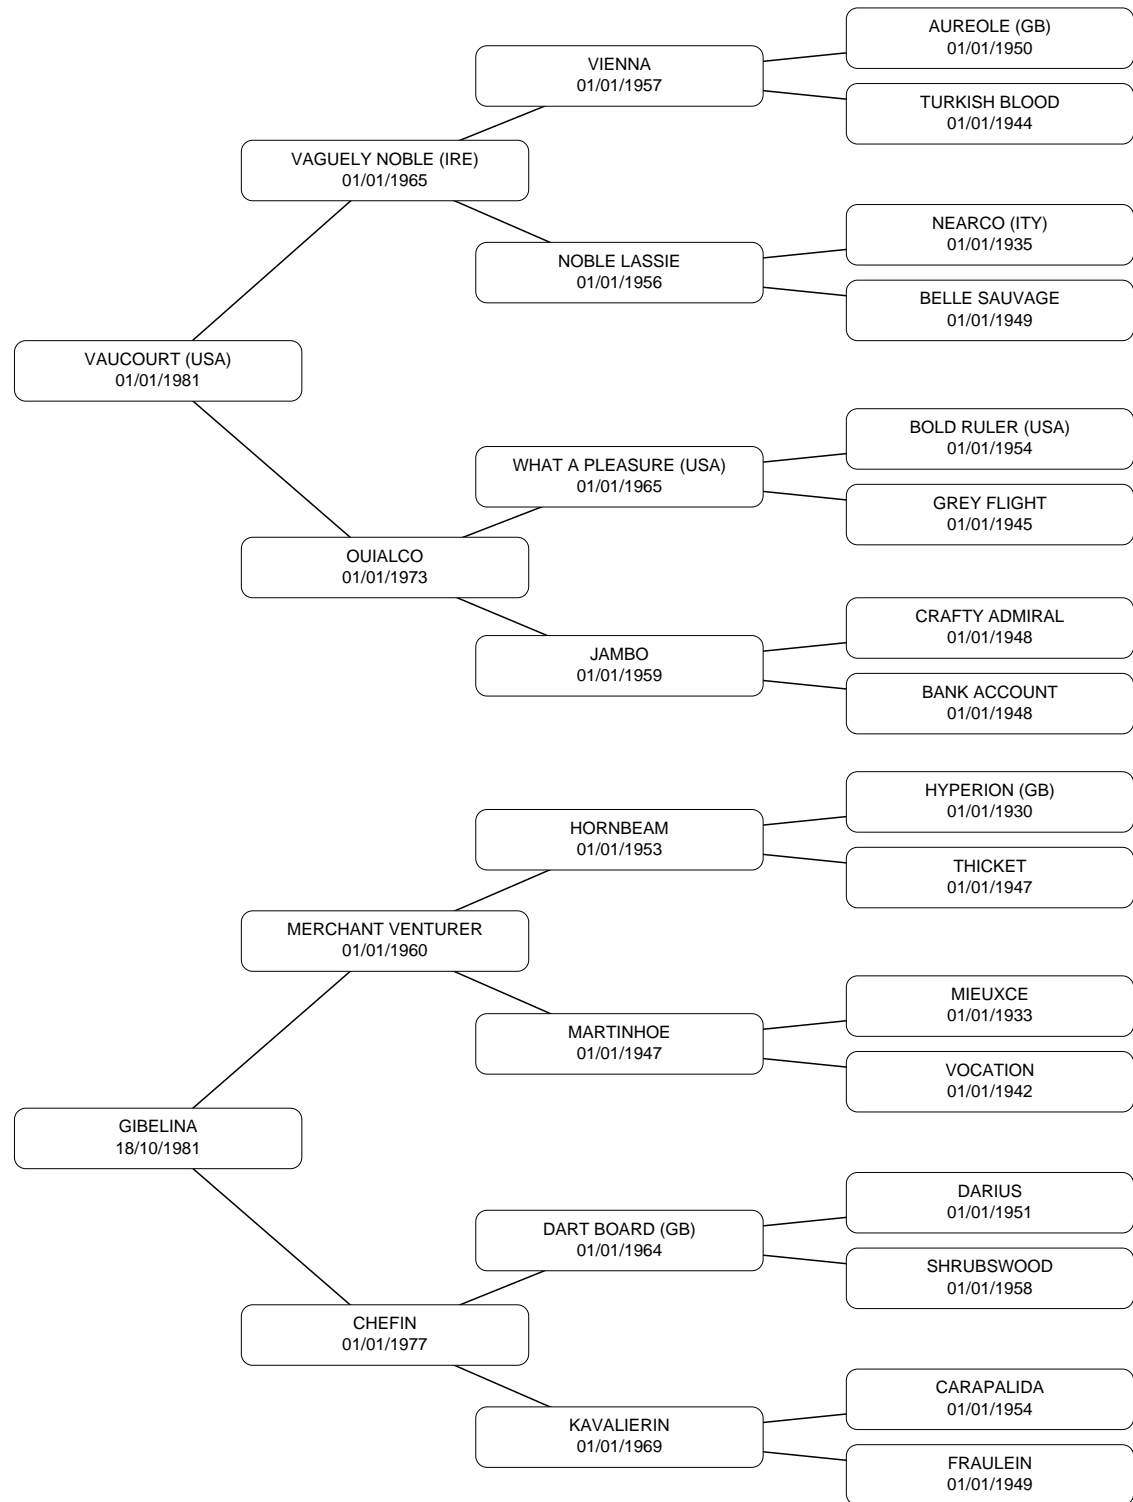 AUREOLE (GB)
01/01/1950
VIENNA
01/01/1957
TURKISH BLOOD
01/01/1944
VAGUELY NOBLE (IRE)
01/01/1965
NEARCO (ITY)
01/01/1935
NOBLE LASSIE
01/01/1956
BELLE SAUVAGE
01/01/1949
VAUCOURT (USA)
01/01/1981
BOLD RULER (USA)
01/01/1954
WHAT A PLEASURE (USA)
01/01/1965
GREY FLIGHT
01/01/1945
OUIALCO
01/01/1973
CRAFTY ADMIRAL
01/01/1948
JAMBO
01/01/1959
BANK ACCOUNT
01/01/1948
HYPERION (GB)
01/01/1930
HORNBEAM
01/01/1953
THICKET
01/01/1947
MERCHANT VENTURER
01/01/1960
MIEUXCE
01/01/1933
MARTINHOE
01/01/1947
VOCATION
01/01/1942
GIBELINA
18/10/1981
DARIUS
01/01/1951
DART BOARD (GB)
01/01/1964
SHRUBSWOOD
01/01/1958
CHEFIN
01/01/1977
CARAPALIDA
01/01/1954
KAVALIERIN
01/01/1969
FRAULEIN
01/01/1949